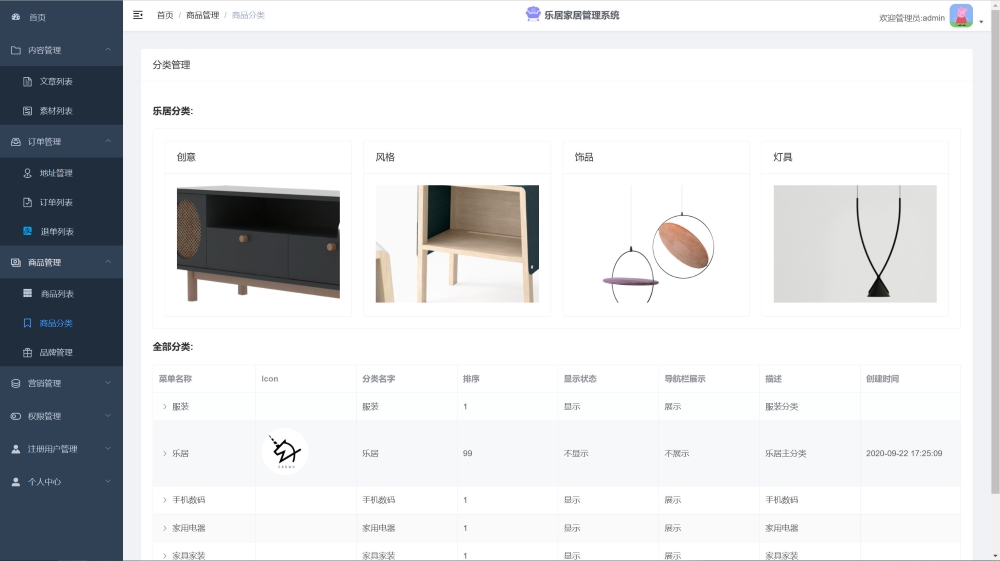 首页
内容管理
文章列表
素材列表
订单管理
地址管理
订单列表
退单列表
商品管理
商品列表
商品分类
品牌管理
营销管理
权限管理
注册用户管理
个人中心
首页 / 商品管理 / 商品分类
乐居家居管理系统
欢迎管理员:admin
分类管理
乐居分类:
创意 风格 饰品 灯具
全部分类:
菜单名称 Icon 分类名字 排序 显示状态 导航栏展示 描述 创建时间
服装 服装 1 显示 展示 服装分类
乐居 乐居 99 不显示 不展示 乐居主分类 2020-09-22 17:25:09
手机数码 手机数码 1 显示 展示 手机数码
家用电器 家用电器 1 显示 展示 家用电器
家具家装 家具家装 1 显示 展示 家具家装